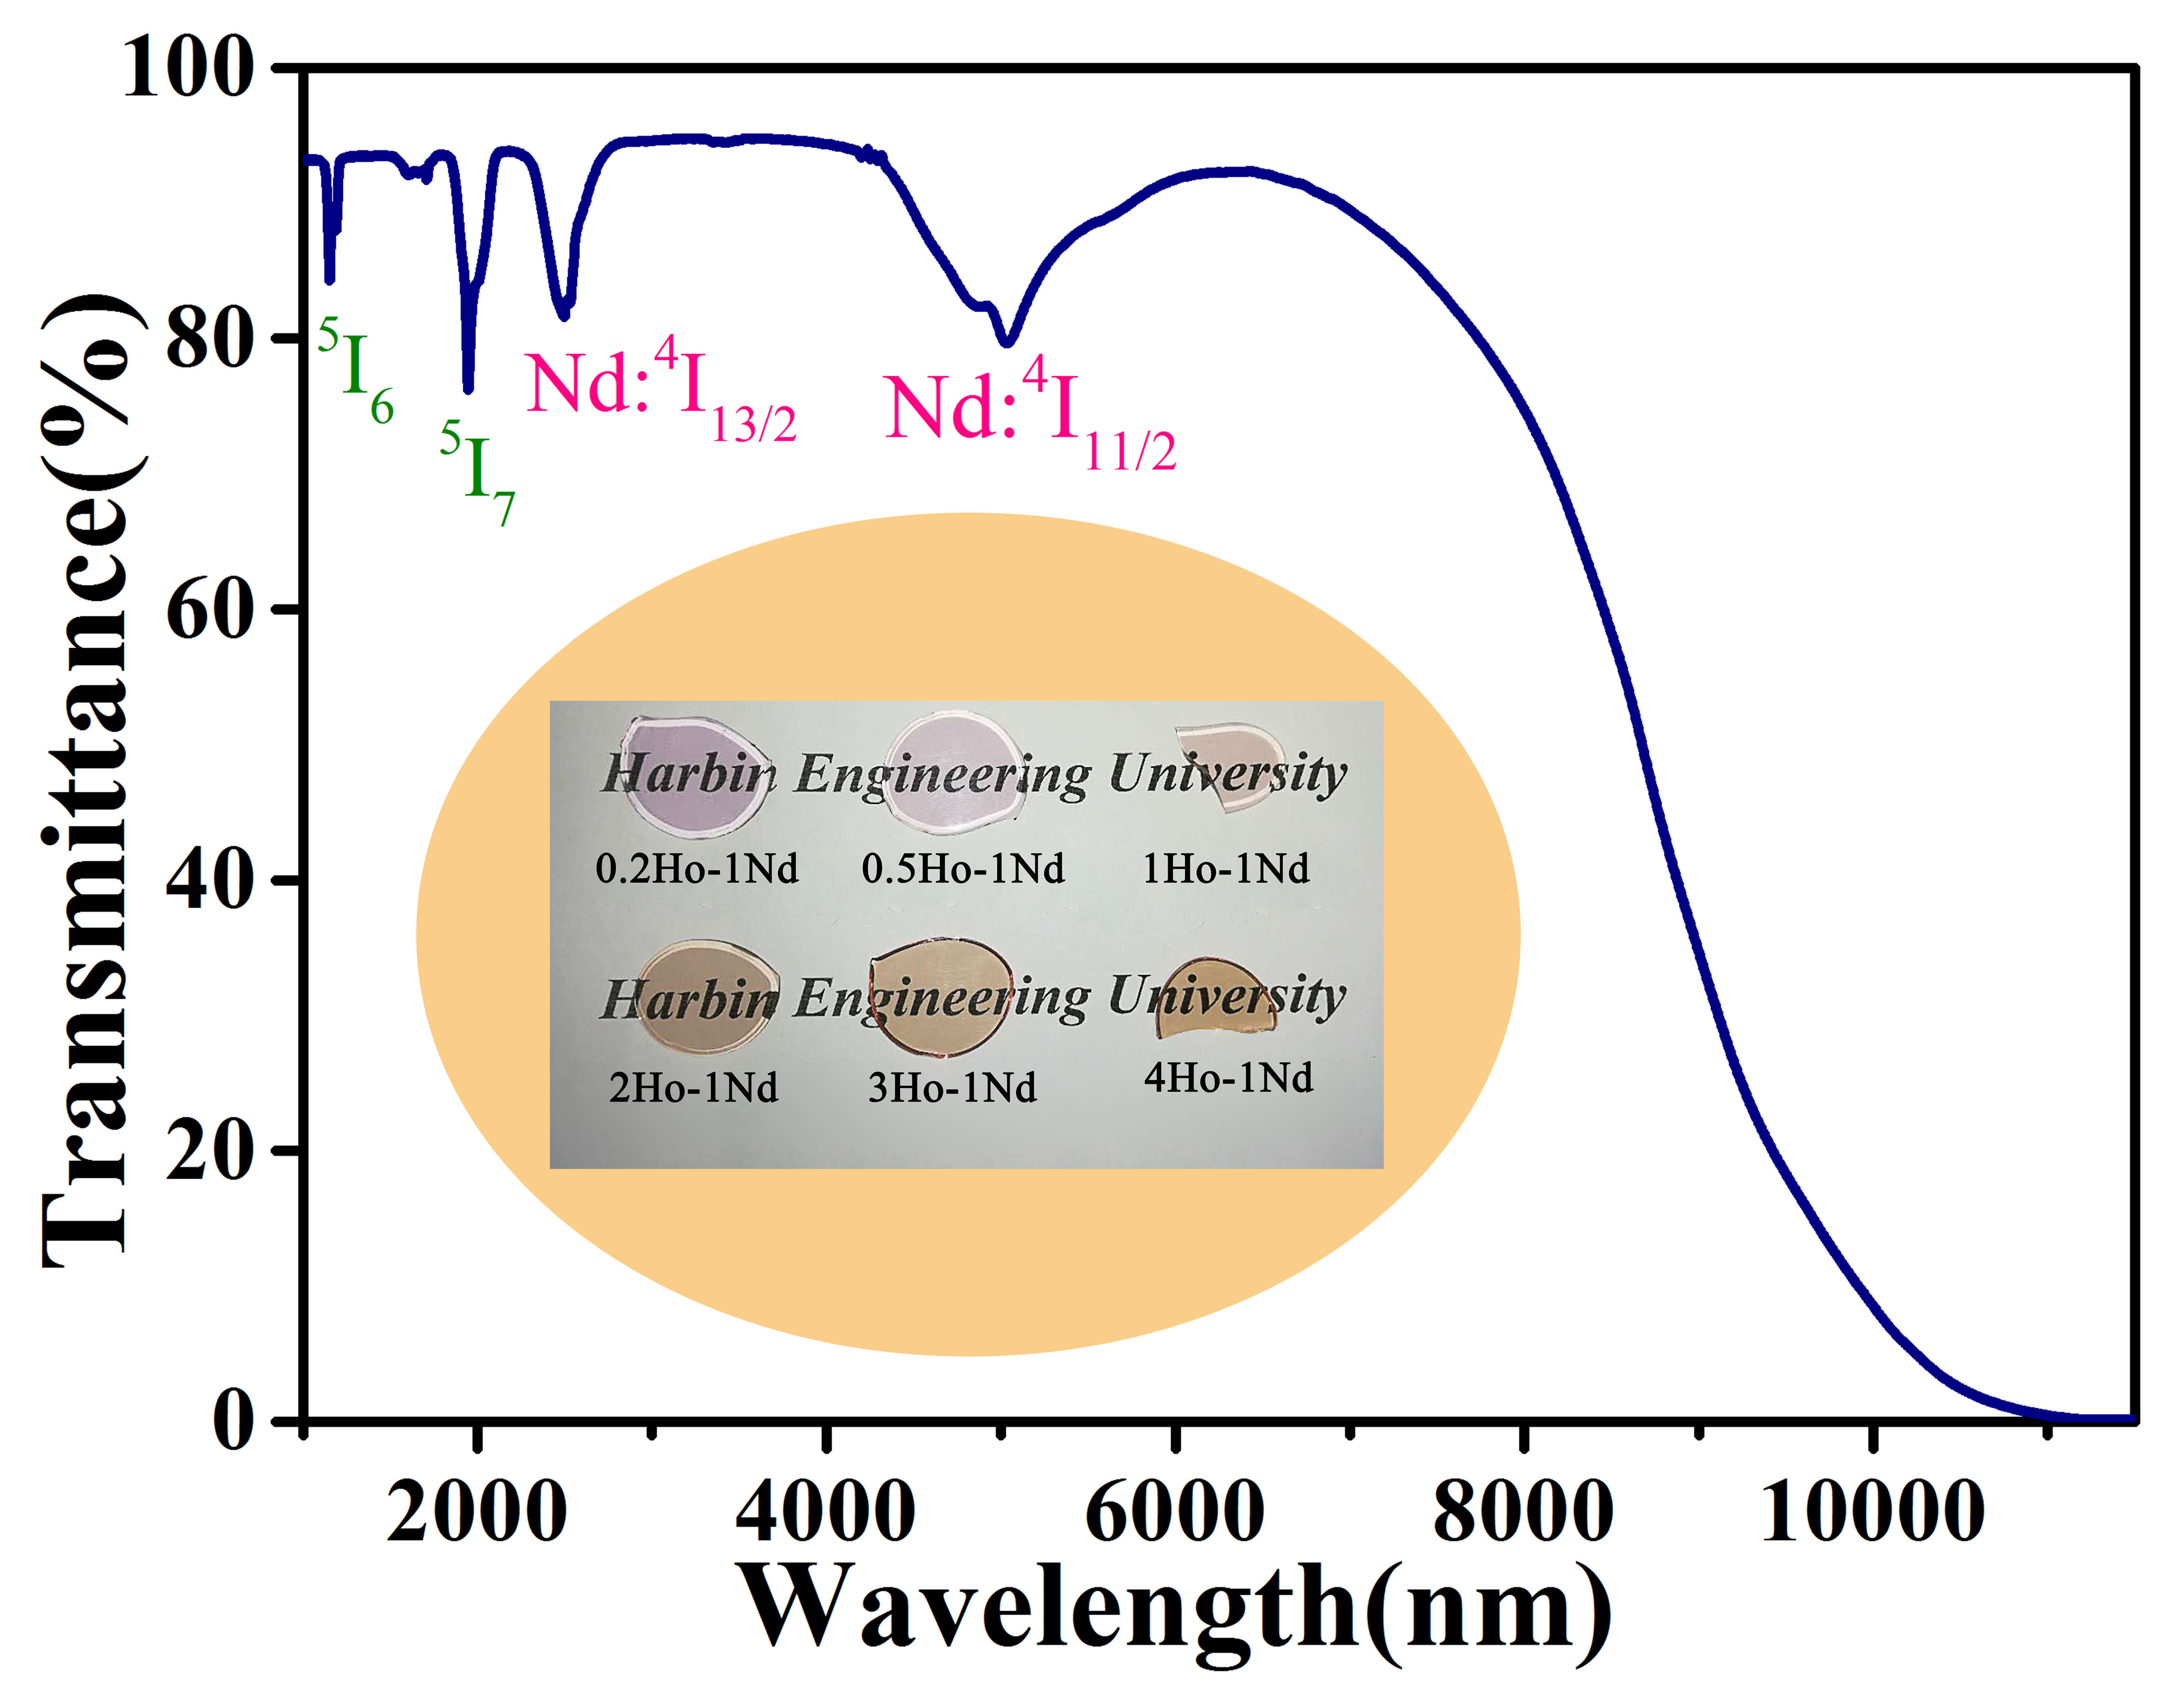 Transmittance(%)
100
80
60
40
20
0
⁵I₆
⁵I₇
Nd:⁴I₁₃/₂
Nd:⁴I₁₁/₂
Harbin Engineering University
0.2Ho-1Nd 0.5Ho-1Nd 1Ho-1Nd
Harbin Engineering University
2Ho-1Nd 3Ho-1Nd 4Ho-1Nd
2000 4000 6000 8000 10000
Wavelength(nm)